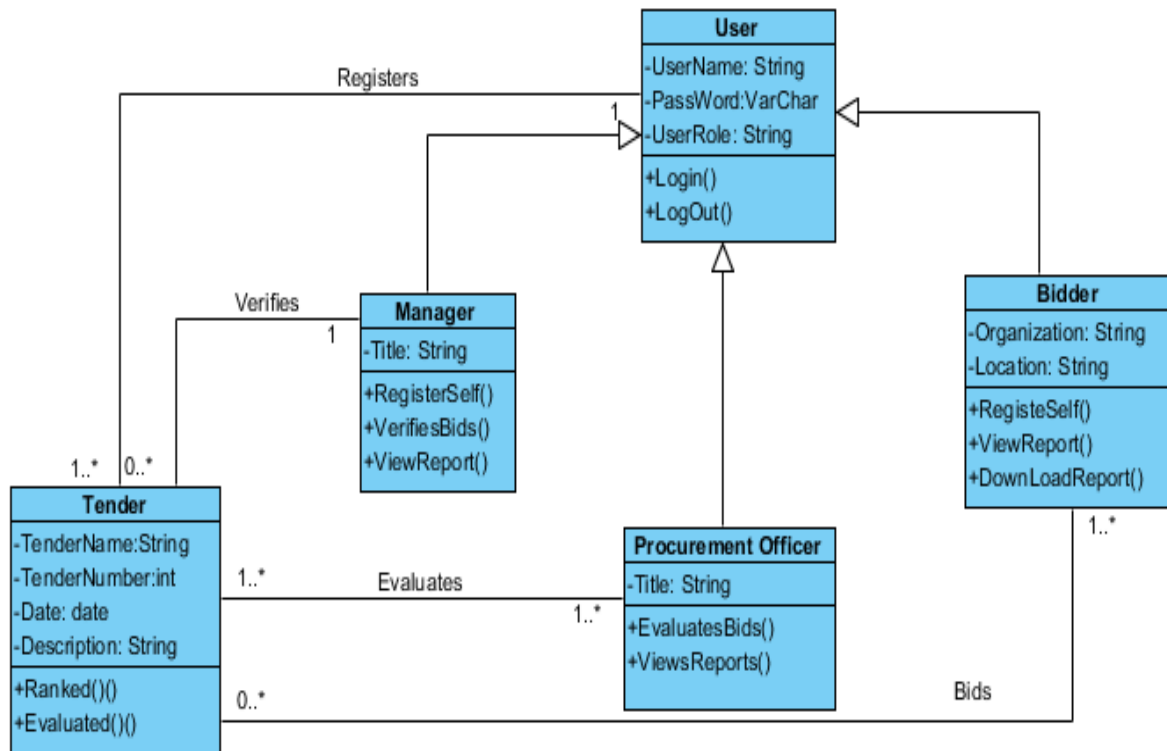 User
-UserName: String
-PassWord:VarChar
-UserRole: String
+Login()
+LogOut()
Registers
1
Verifies
1
Manager
-Title: String
+RegisterSelf()
+VerifiesBids()
+ViewReport()
Bidder
-Organization: String
-Location: String
+RegisteSelf()
+ViewReport()
+DownLoadReport()
1..*
0..*
Tender
-TenderName:String
-TenderNumber:int
-Date: date
-Description: String
+Ranked()()
+Evaluated()()
1..*
Evaluates
1..*
Procurement Officer
-Title: String
+EvaluatesBids()
+ViewsReports()
1..*
0..*
Bids